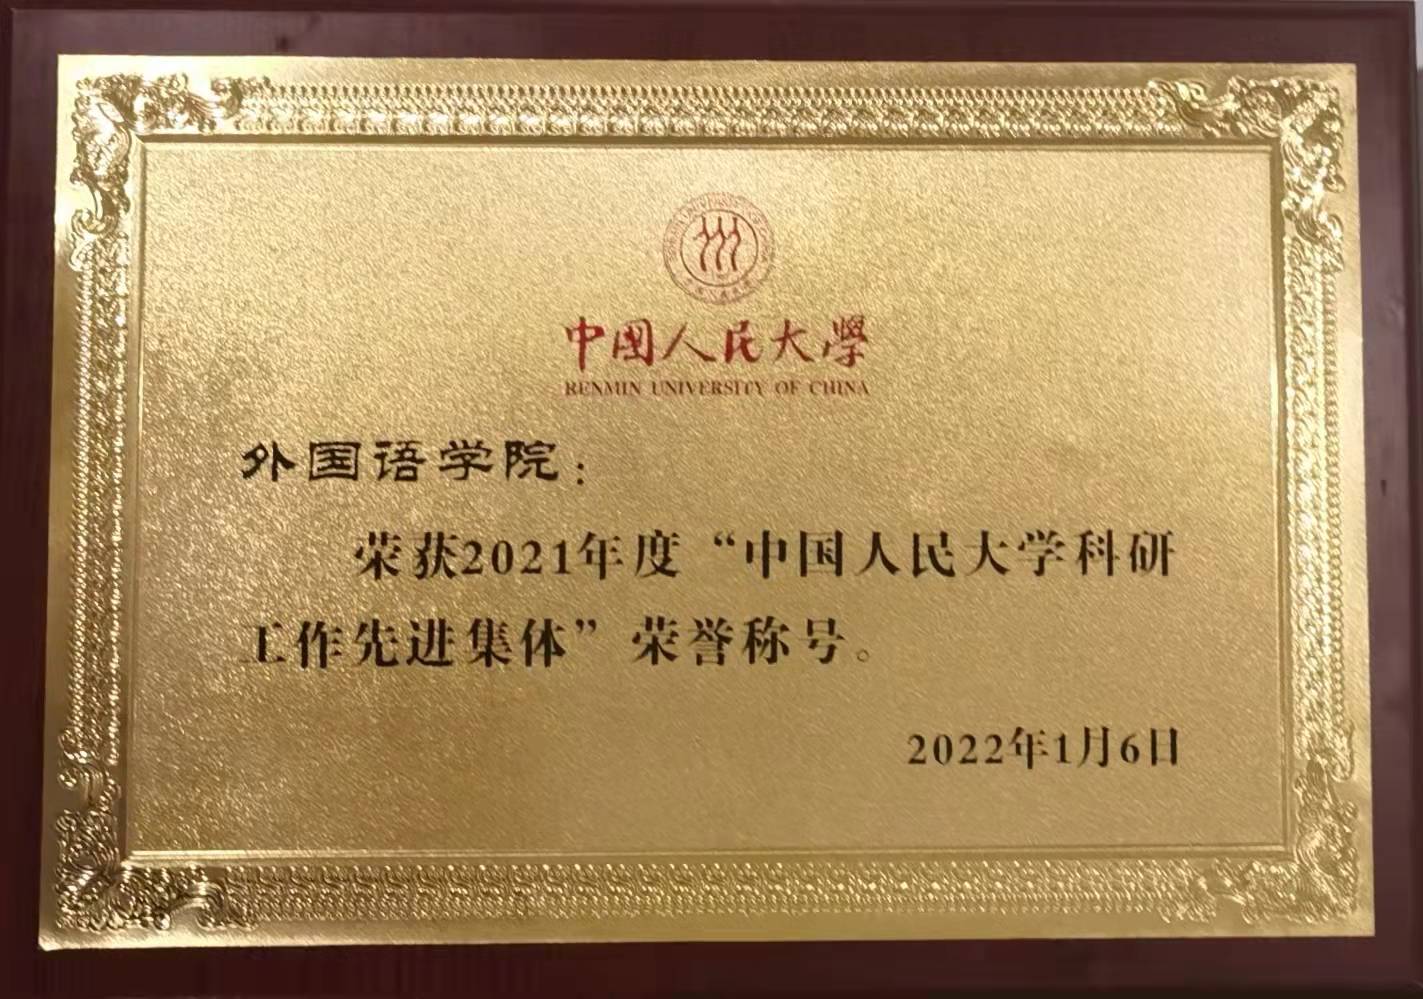 中国人民大學
RENMIN UNIVERSITY OF CHINA
外国语学院：
荣获2021年度“中国人民大学科研
工作先进集体”荣誉称号。
2022年1月6日